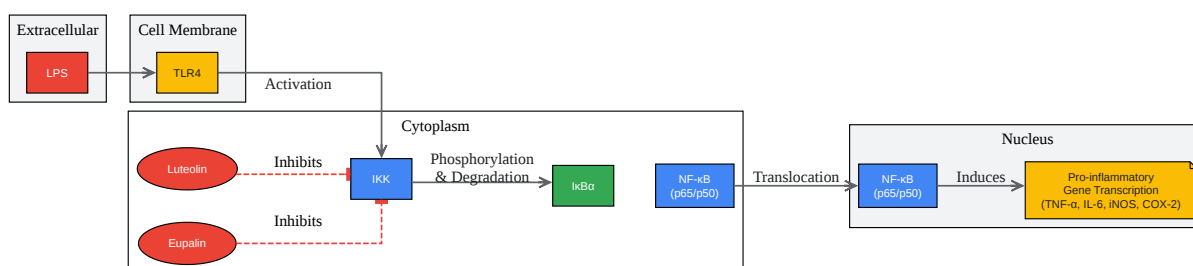 Extracellular
LPS
Cell Membrane
TLR4
Activation
Cytoplasm
Luteolin
Inhibits
IKK
Phosphorylation
& Degradation
IκBα
NF-κB
(p65/p50)
Eupalin
Inhibits
Translocation
Nucleus
NF-κB
(p65/p50)
Induces
Pro-inflammatory
Gene Transcription
(TNF-α, IL-6, iNOS, COX-2)